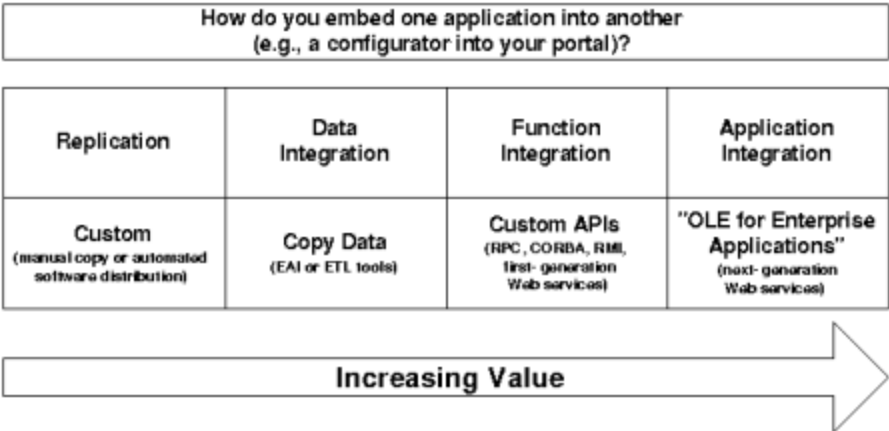 How do you embed one application into another
(e.g., a configurator into your portal)?
Replication
Data
Integration
Function
Integration
Application
Integration
Custom
(manual copy or automated
software distribution)
Copy Data
(EAI or ETL tools)
Custom APIs
(RPC, CORBA, RMI,
first- generation
Web services)
"OLE for Enterprise
Applications"
(next- generation
Web services)
Increasing Value